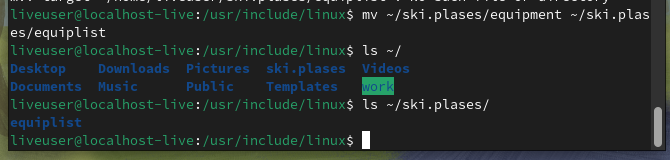 liveuser@localhost-live:/usr/include/linux$ mv ~/ski.plases/equipment ~/ski.plas
es/equiplist
liveuser@localhost-live:/usr/include/linux$ ls ~/
Desktop Downloads Pictures ski.plases Videos
Documents Music Public Templates work
liveuser@localhost-live:/usr/include/linux$ ls ~/ski.plases/
equiplist
liveuser@localhost-live:/usr/include/linux$